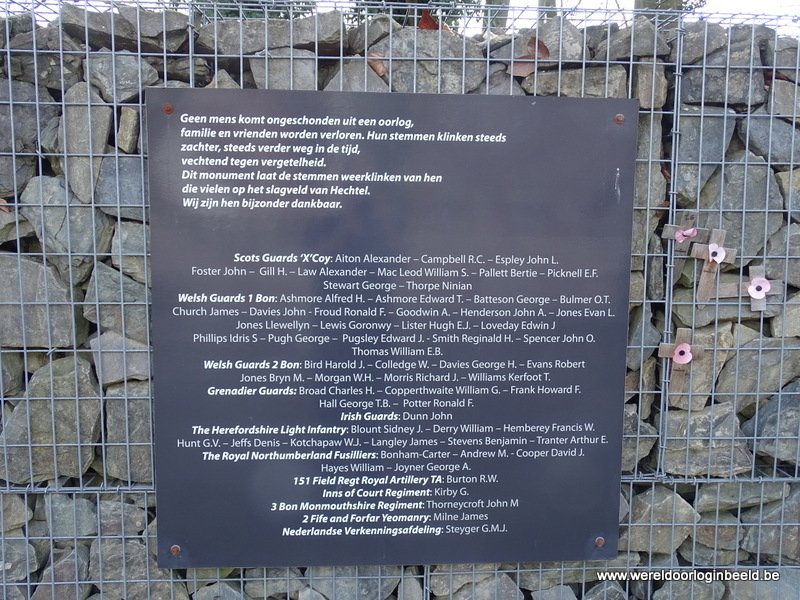 Geen mens komt ongeschonden uit een oorlog,
familie en vrienden worden verloren. Hun stemmen klinken steeds
zachter, steeds verder weg in de tijd,
vechtend tegen vergetelheid.
Dit monument laat de stemmen weerklinken van hen
die vielen op het slagveld van Hechtel.
Wij zijn hen bijzonder dankbaar.
Scots Guards 'X'Coy: Aiton Alexander – Campbell R.C. – Espley John L.
Foster John – Gill H. – Law Alexander – Mac Leod William S. – Pallett Bertie – Picknell E.F.
Stewart George – Thorpe Ninian
Welsh Guards 1 Bon: Ashmore Alfred H. – Ashmore Edward T. – Batteson George – Bulmer O.T.
Church James – Davies John – Froud Ronald F. – Goodwin A. – Henderson John A. – Jones Evan L.
Jones Llewellyn – Lewis Goronwy – Lister Hugh E.J. – Loveday Edwin J
Phillips Idris S – Pugh George – Pugsley Edward J. - Smith Reginald H. – Spencer John O.
Thomas William E.B.
Welsh Guards 2 Bon: Bird Harold J. – Colledge W. – Davies George H. – Evans Robert
Jones Bryn M. – Morgan W.H. – Morris Richard J. – Williams Kerfoot T.
Grenadier Guards: Broad Charles H. – Copperthwaite William G. – Frank Howard F.
Hall George T.B. – Potter Ronald F.
Irish Guards: Dunn John
The Herefordshire Light Infantry: Blount Sidney J. – Derry William – Hemberey Francis W.
Hunt G.V. – Jeffs Denis – Kotchapaw W.J. – Langley James – Stevens Benjamin – Tranter Arthur E.
The Royal Northumberland Fusilliers: Bonham-Carter – Andrew M. - Cooper David J.
Hayes William – Joyner George A.
151 Field Regt Royal Artillery TA: Burton R.W.
Inns of Court Regiment: Kirby G.
3 Bon Monmouthshire Regiment: Thorneycroft John M
2 Fife and Forfar Yeomanry: Milne James
Nederlandse Verkenningsafdeling: Steyger G.M.J.
www.wereldoorloginbeeld.be